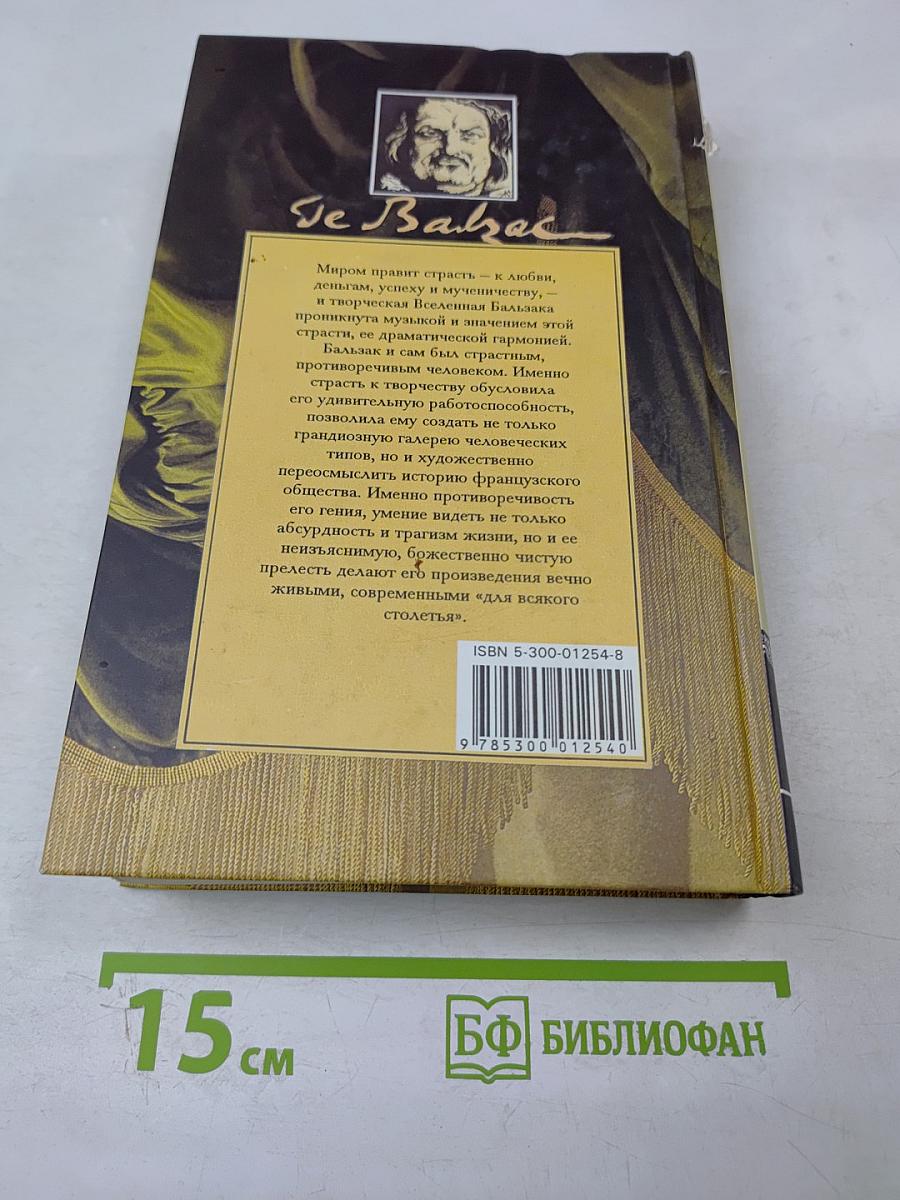 De Balzac
Миром правит страсть – к любви,
деньгам, успеху и мученичеству, –
и творческая Вселенная Бальзака
проникнута музыкой и значением этой
страсти, ее драматической гармонией.
Бальзак и сам был страстным,
противоречивым человеком. Именно
страсть к творчеству обусловила
его удивительную работоспособность,
позволила ему создать не только
грандиозную галерею человеческих
типов, но и художественно
переосмыслить историю французского
общества. Именно противоречивость
его гения, умение видеть не только
абсурдность и трагизм жизни, но и ее
неизъяснимую, божественно чистую
прелесть делают его произведения вечно
живыми, современными «для всякого
столетья».
ISBN 5-300-01254-8
9 785300 012540
15 см
БФ БИБЛИОФАН